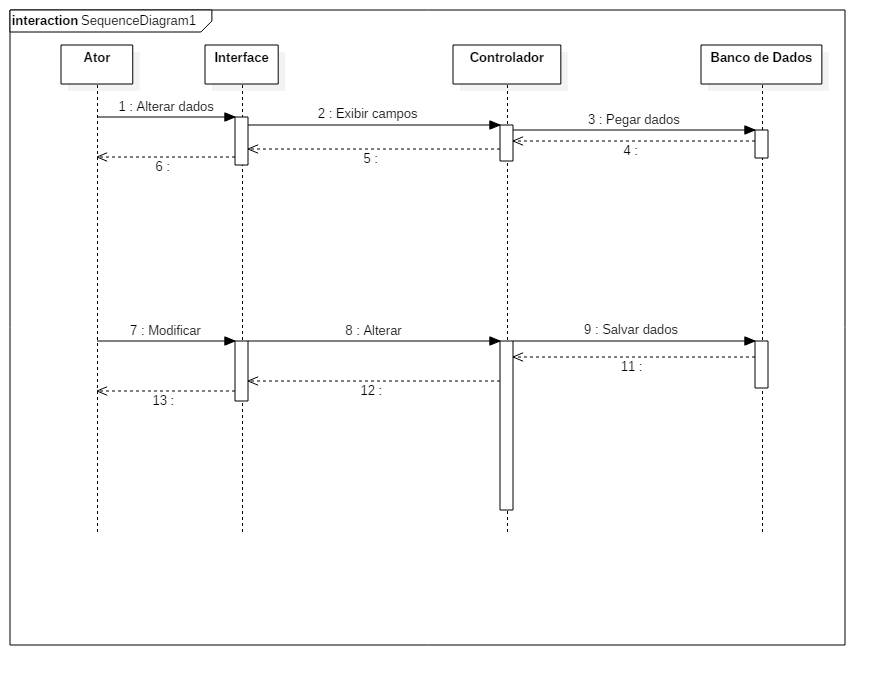 interaction SequenceDiagram1
Ator
Interface
Controlador
Banco de Dados
1 : Alterar dados
2 : Exibir campos
3 : Pegar dados
4 :
5 :
6 :
7 : Modificar
8 : Alterar
9 : Salvar dados
11 :
12 :
13 :